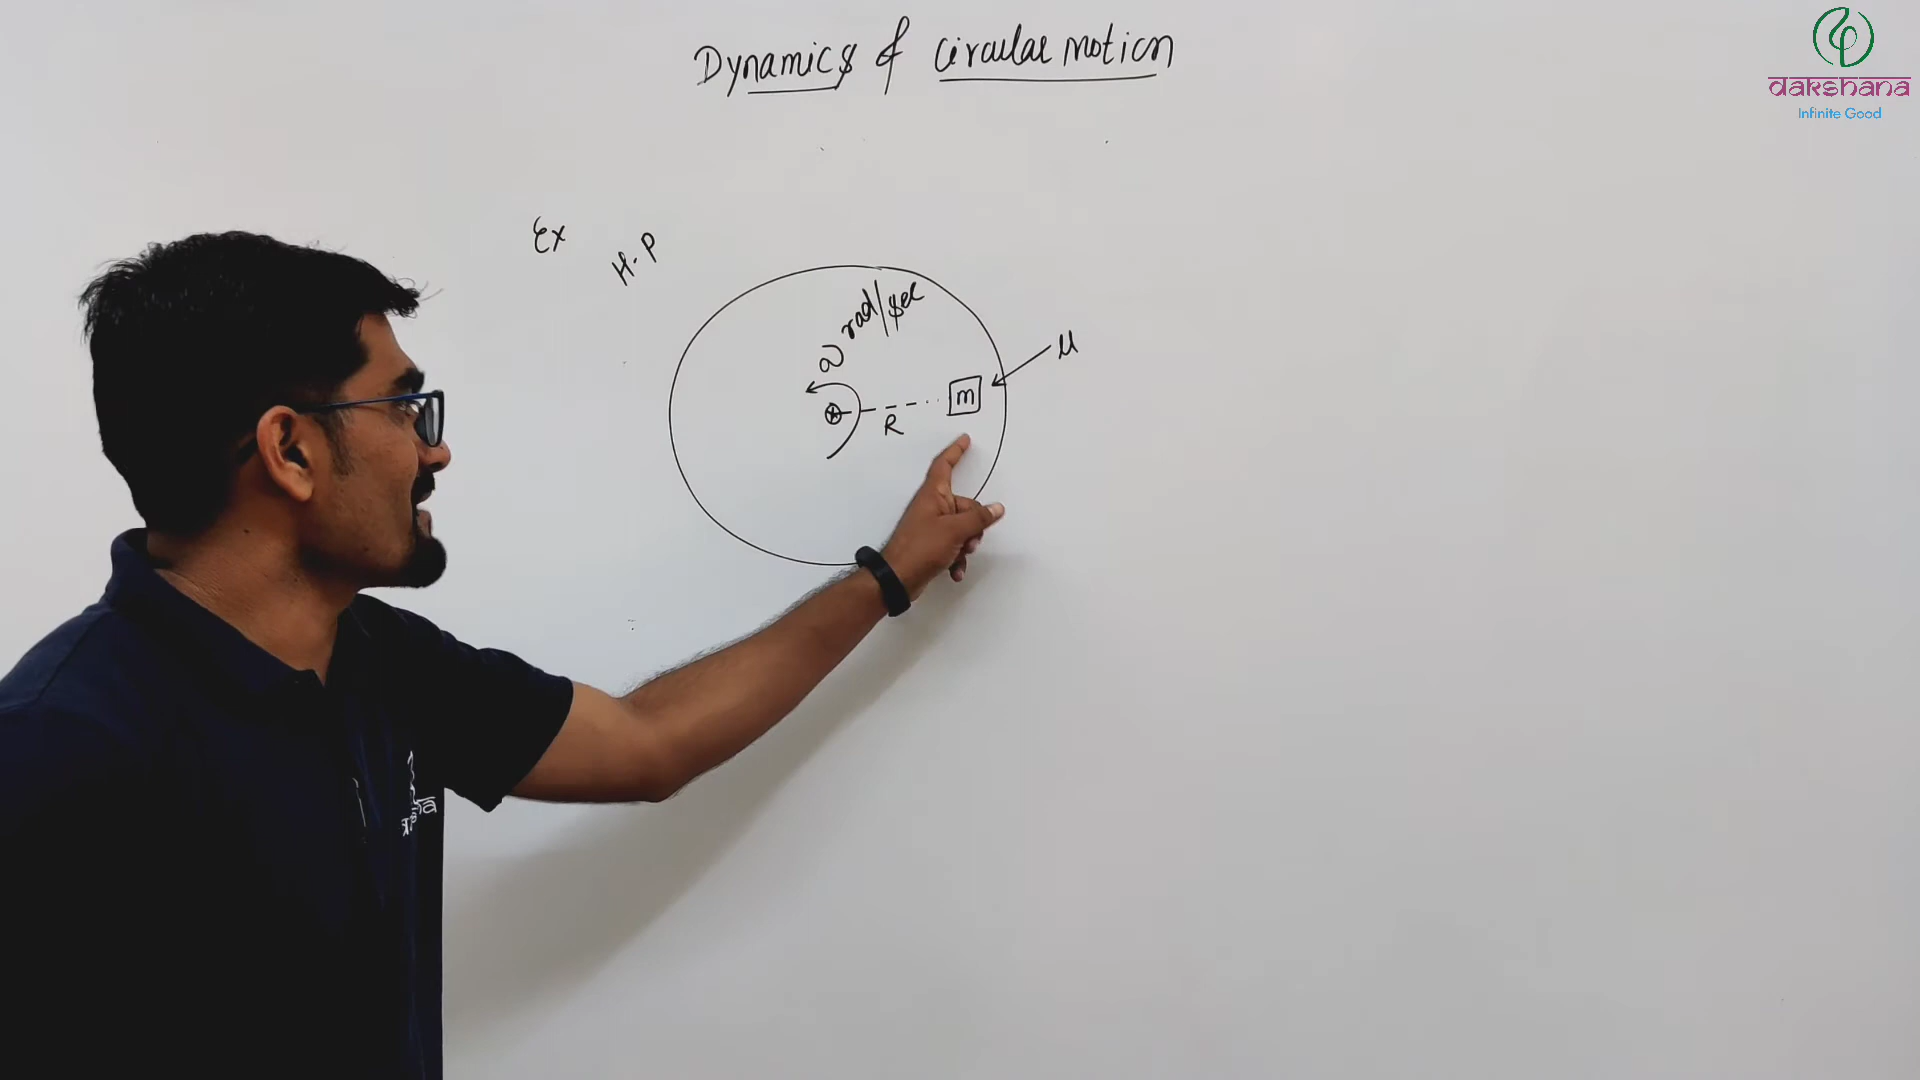 Dynamics of circular motion
dakshana
Infinite Good
Ex
H.P
ω rad/sec
μ
m
R